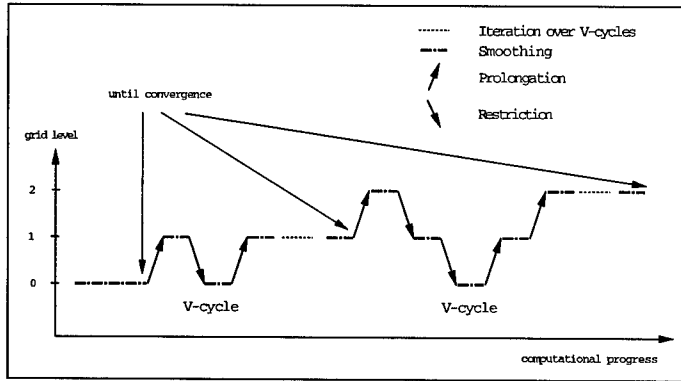 Iteration over V-cycles
Smoothing
Prolongation
Restriction
until convergence
grid level
2
1
0
V-cycle
V-cycle
computational progress